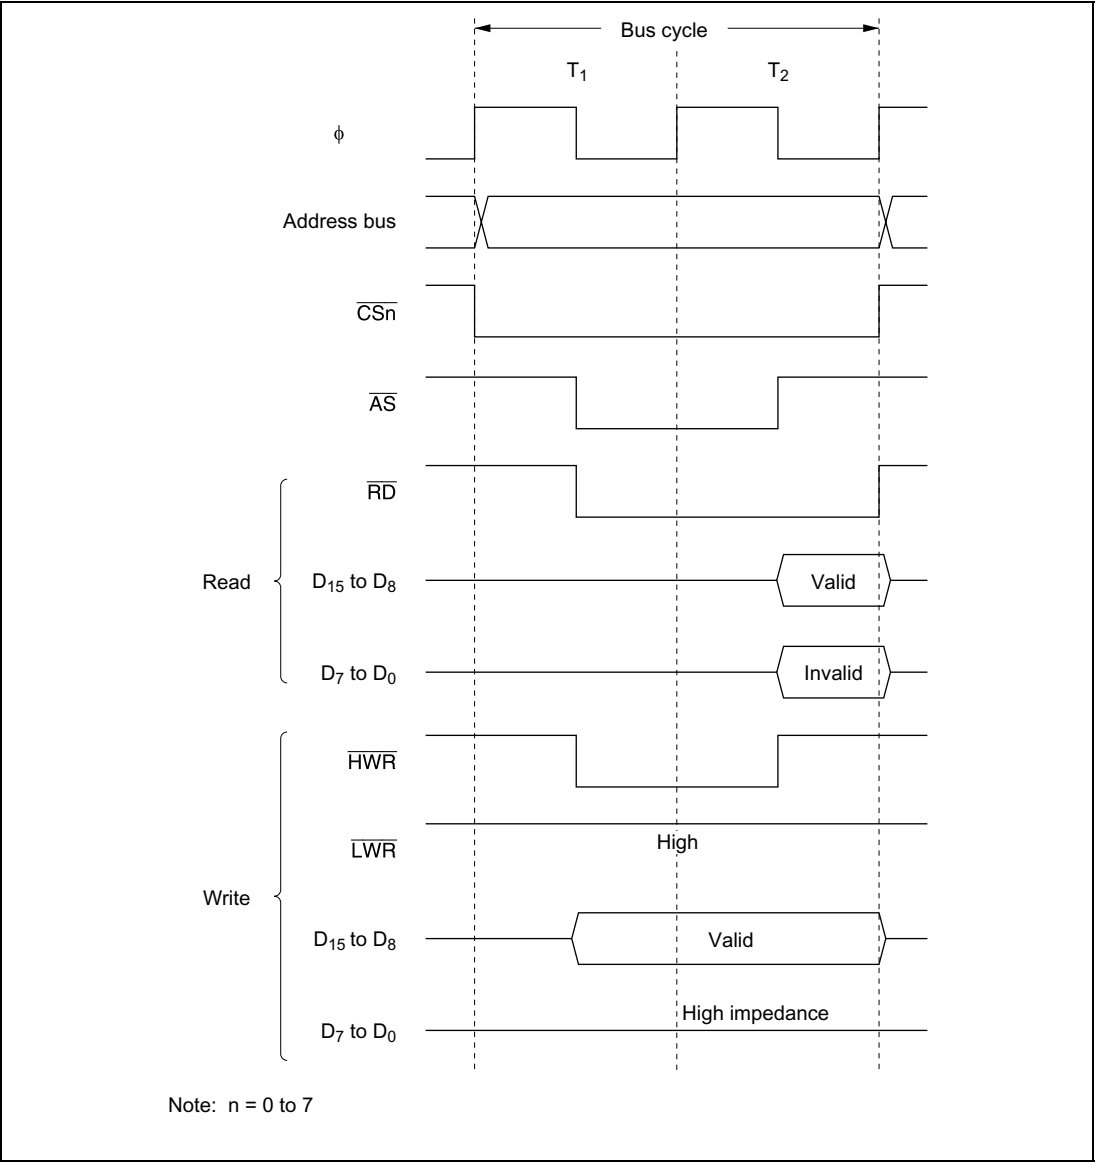 Bus cycle
T1 T2
ϕ
Address bus
CSn
AS
RD
Read
D15 to D8
Valid
D7 to D0
Invalid
HWR
LWR
High
Write
D15 to D8
Valid
D7 to D0
High impedance
Note: n = 0 to 7